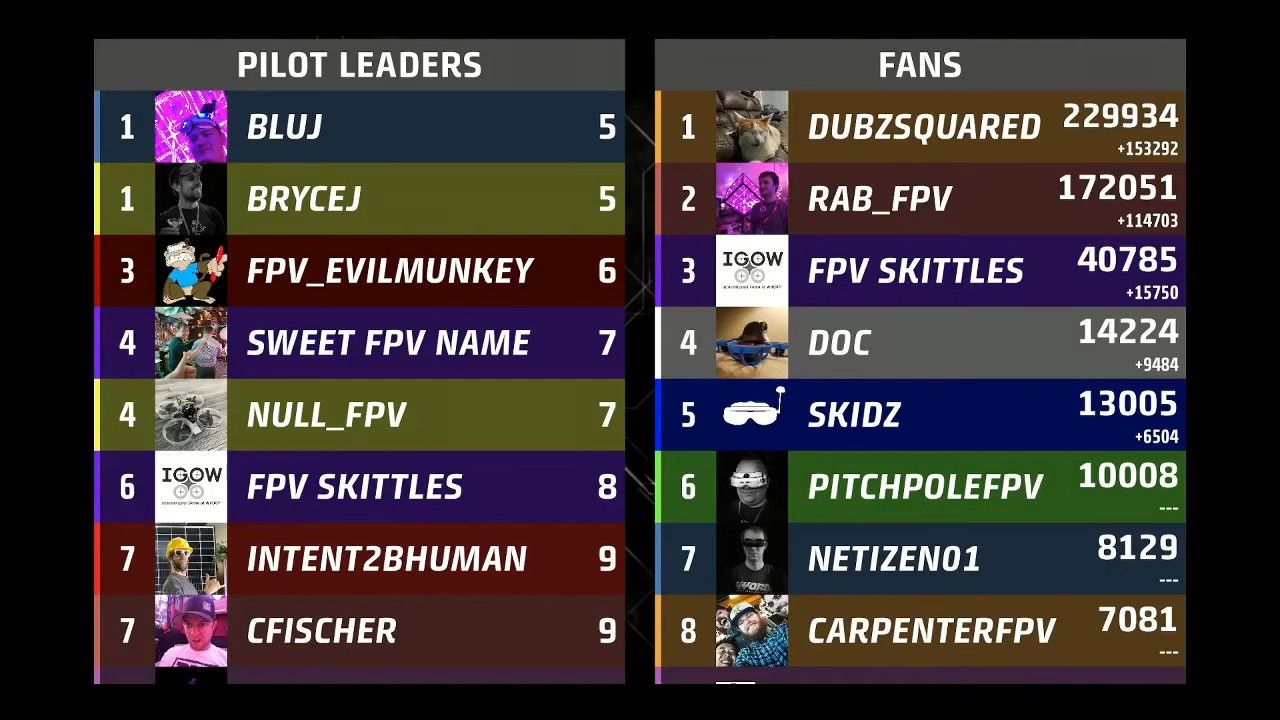 PILOT LEADERS
1 BLUJ 5
1 BRYCEJ 5
3 FPV_EVILMUNKEY 6
4 SWEET FPV NAME 7
4 NULL_FPV 7
6 IGOW FPV SKITTLES 8
7 INTENT2BHUMAN 9
7 CFISCHER 9
FANS
1 DUBZSQUARED 229934
+153292
2 RAB_FPV 172051
+114703
3 IGOW FPV SKITTLES 40785
+15750
4 DOC 14224
+9484
5 SKIDZ 13005
+6504
6 PITCHPOLEFPV 10008
---
7 NETIZEN01 8129
---
8 CARPENTERFPV 7081
---